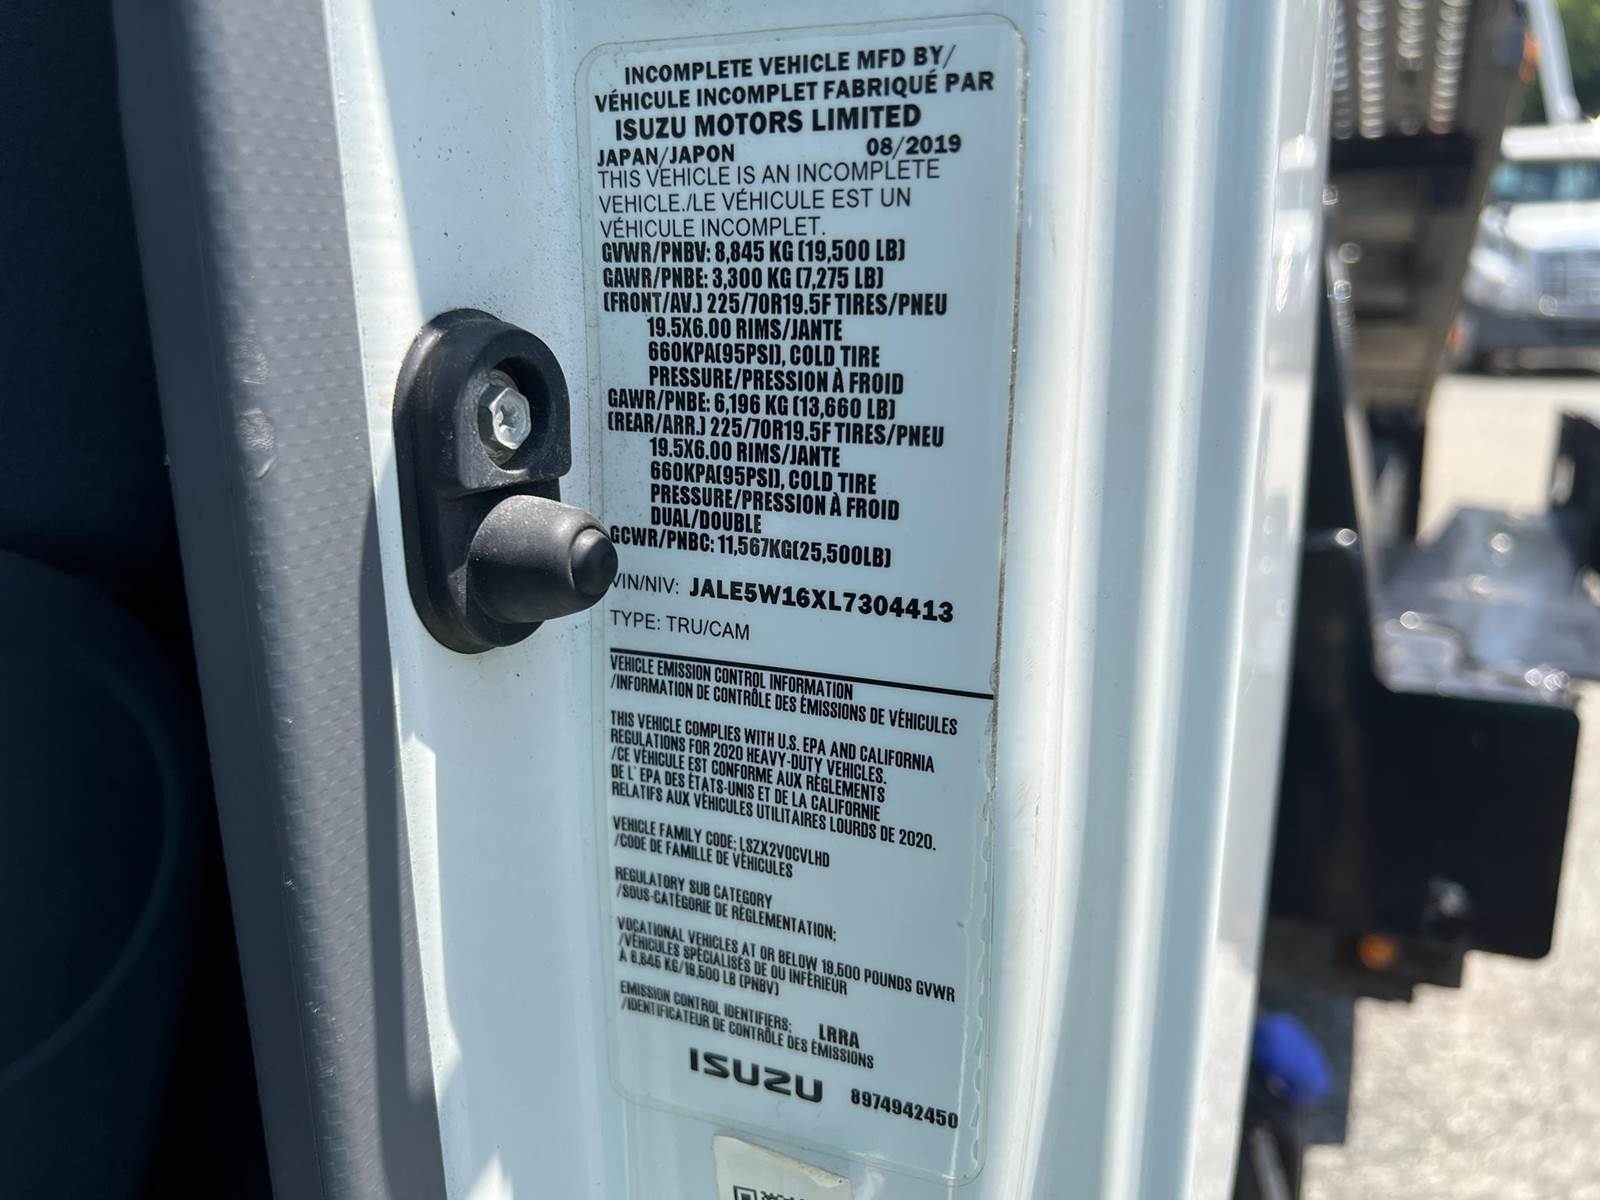 INCOMPLETE VEHICLE MFD BY/
VÉHICULE INCOMPLET FABRIQUÉ PAR
ISUZU MOTORS LIMITED
JAPAN/JAPON 08/2019
THIS VEHICLE IS AN INCOMPLETE
VEHICLE./LE VÉHICULE EST UN
VÉHICULE INCOMPLET.
GVWR/PNBV: 8,845 KG (19,500 LB)
GAWR/PNBE: 3,300 KG (7,275 LB)
(FRONT/AV.) 225/70R19.5F TIRES/PNEU
19.5X6.00 RIMS/JANTE
660KPA(95PSI), COLD TIRE
PRESSURE/PRESSION À FROID
GAWR/PNBE: 6,196 KG (13,660 LB)
(REAR/ARR.) 225/70R19.5F TIRES/PNEU
19.5X6.00 RIMS/JANTE
660KPA(95PSI), COLD TIRE
PRESSURE/PRESSION À FROID
DUAL/DOUBLE
GCWR/PNBC: 11,567KG(25,500LB)
VIN/NIV: JALE5W16XL7304413
TYPE: TRU/CAM
VEHICLE EMISSION CONTROL INFORMATION
/INFORMATION DE CONTRÔLE DES ÉMISSIONS DE VÉHICULES
THIS VEHICLE COMPLIES WITH U.S. EPA AND CALIFORNIA
REGULATIONS FOR 2020 HEAVY-DUTY VEHICLES.
/CE VÉHICULE EST CONFORME AUX RÈGLEMENTS
DE L' EPA DES ÉTATS-UNIS ET DE LA CALIFORNIE
RELATIFS AUX VÉHICULES UTILITAIRES LOURDS DE 2020.
VEHICLE FAMILY CODE: LSZX2VOCVLHD
/CODE DE FAMILLE DE VÉHICULES
REGULATORY SUB CATEGORY
/SOUS-CATÉGORIE DE RÈGLEMENTATION:
VOCATIONAL VEHICLES AT OR BELOW 19,500 POUNDS GVWR
/VÉHICULES SPÉCIALISÉS DE OU INFÉRIEUR
À 8,845 KG/19,500 LB (PNBV)
EMISSION CONTROL IDENTIFIERS: LRRA
/IDENTIFICATEUR DE CONTRÔLE DES ÉMISSIONS
ISUZU 8974942450